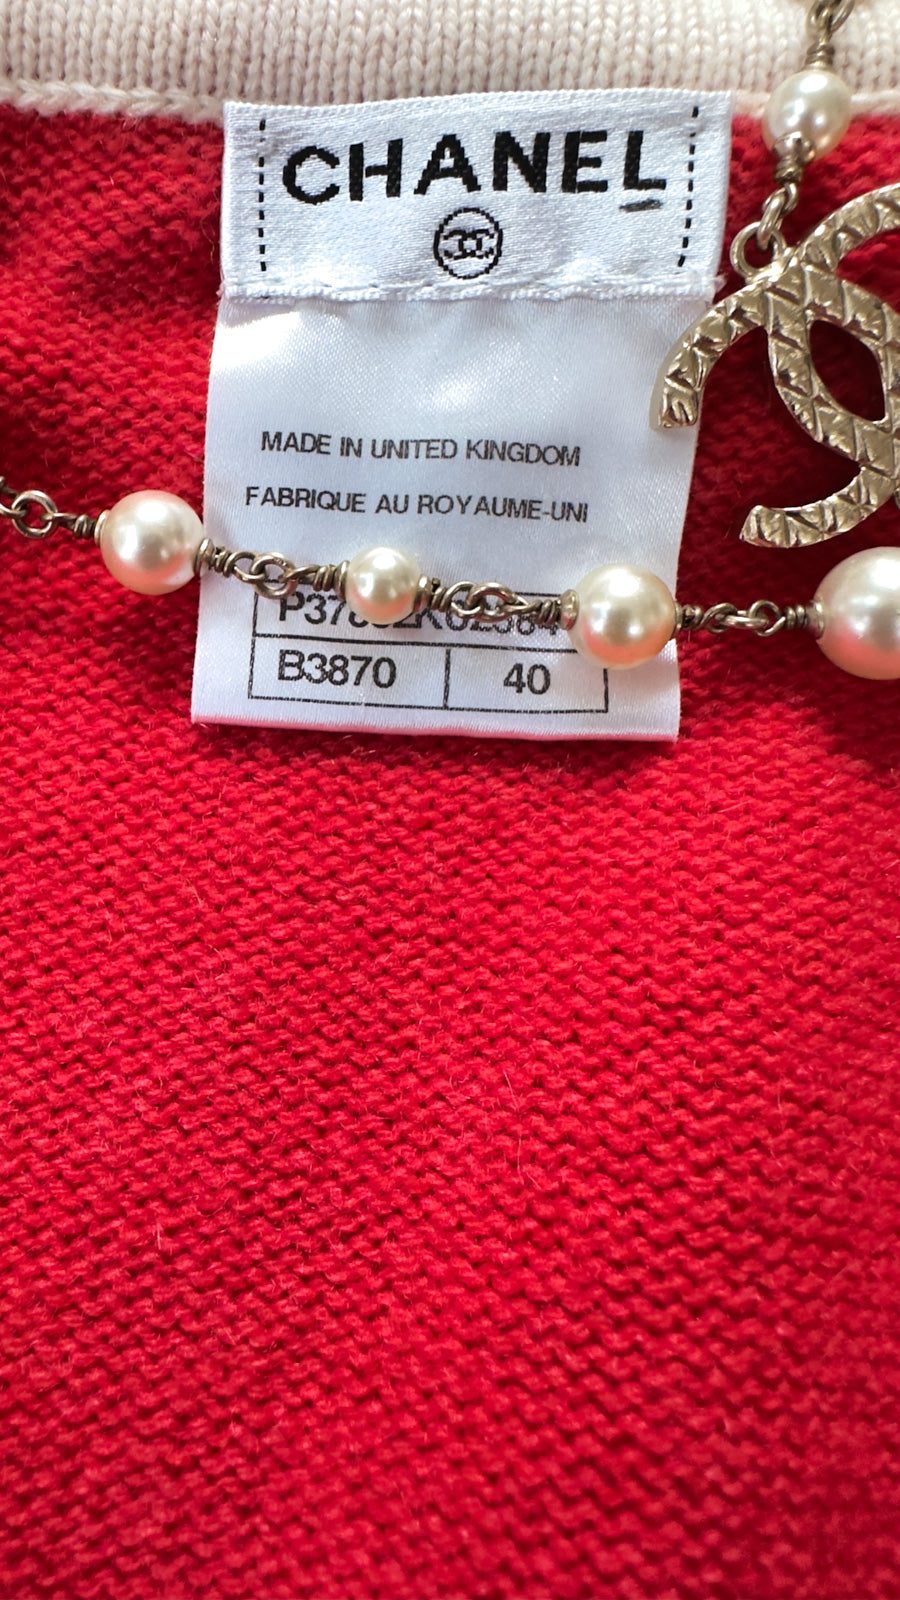 CHANEL
MADE IN UNITED KINGDOM
FABRIQUE AU ROYAUME-UNI
B3870 40